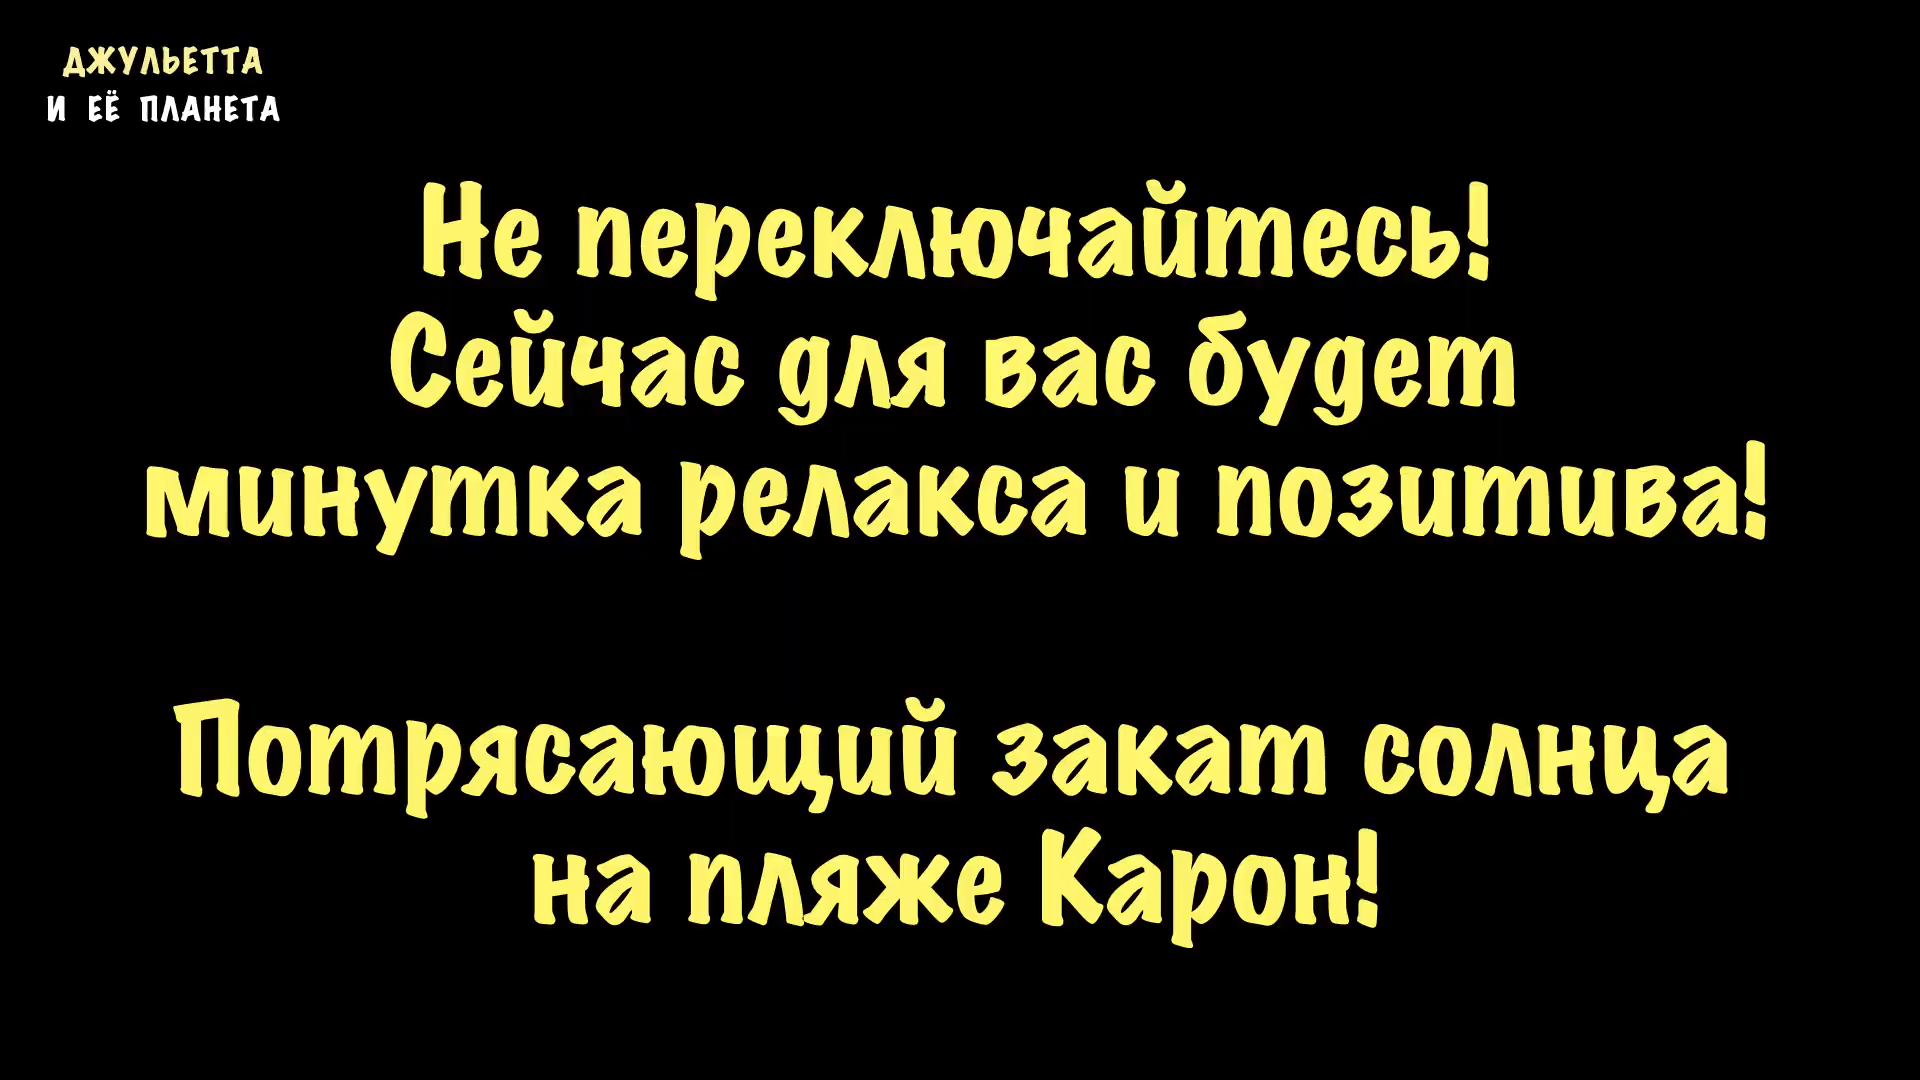 ДЖУЛЬЕТТА
И ЕЁ ПЛАНЕТА
Не переключайтесь!
Сейчас для вас будет
минутка релакса и позитива!
Потрясающий закат солнца
на пляже Карон!